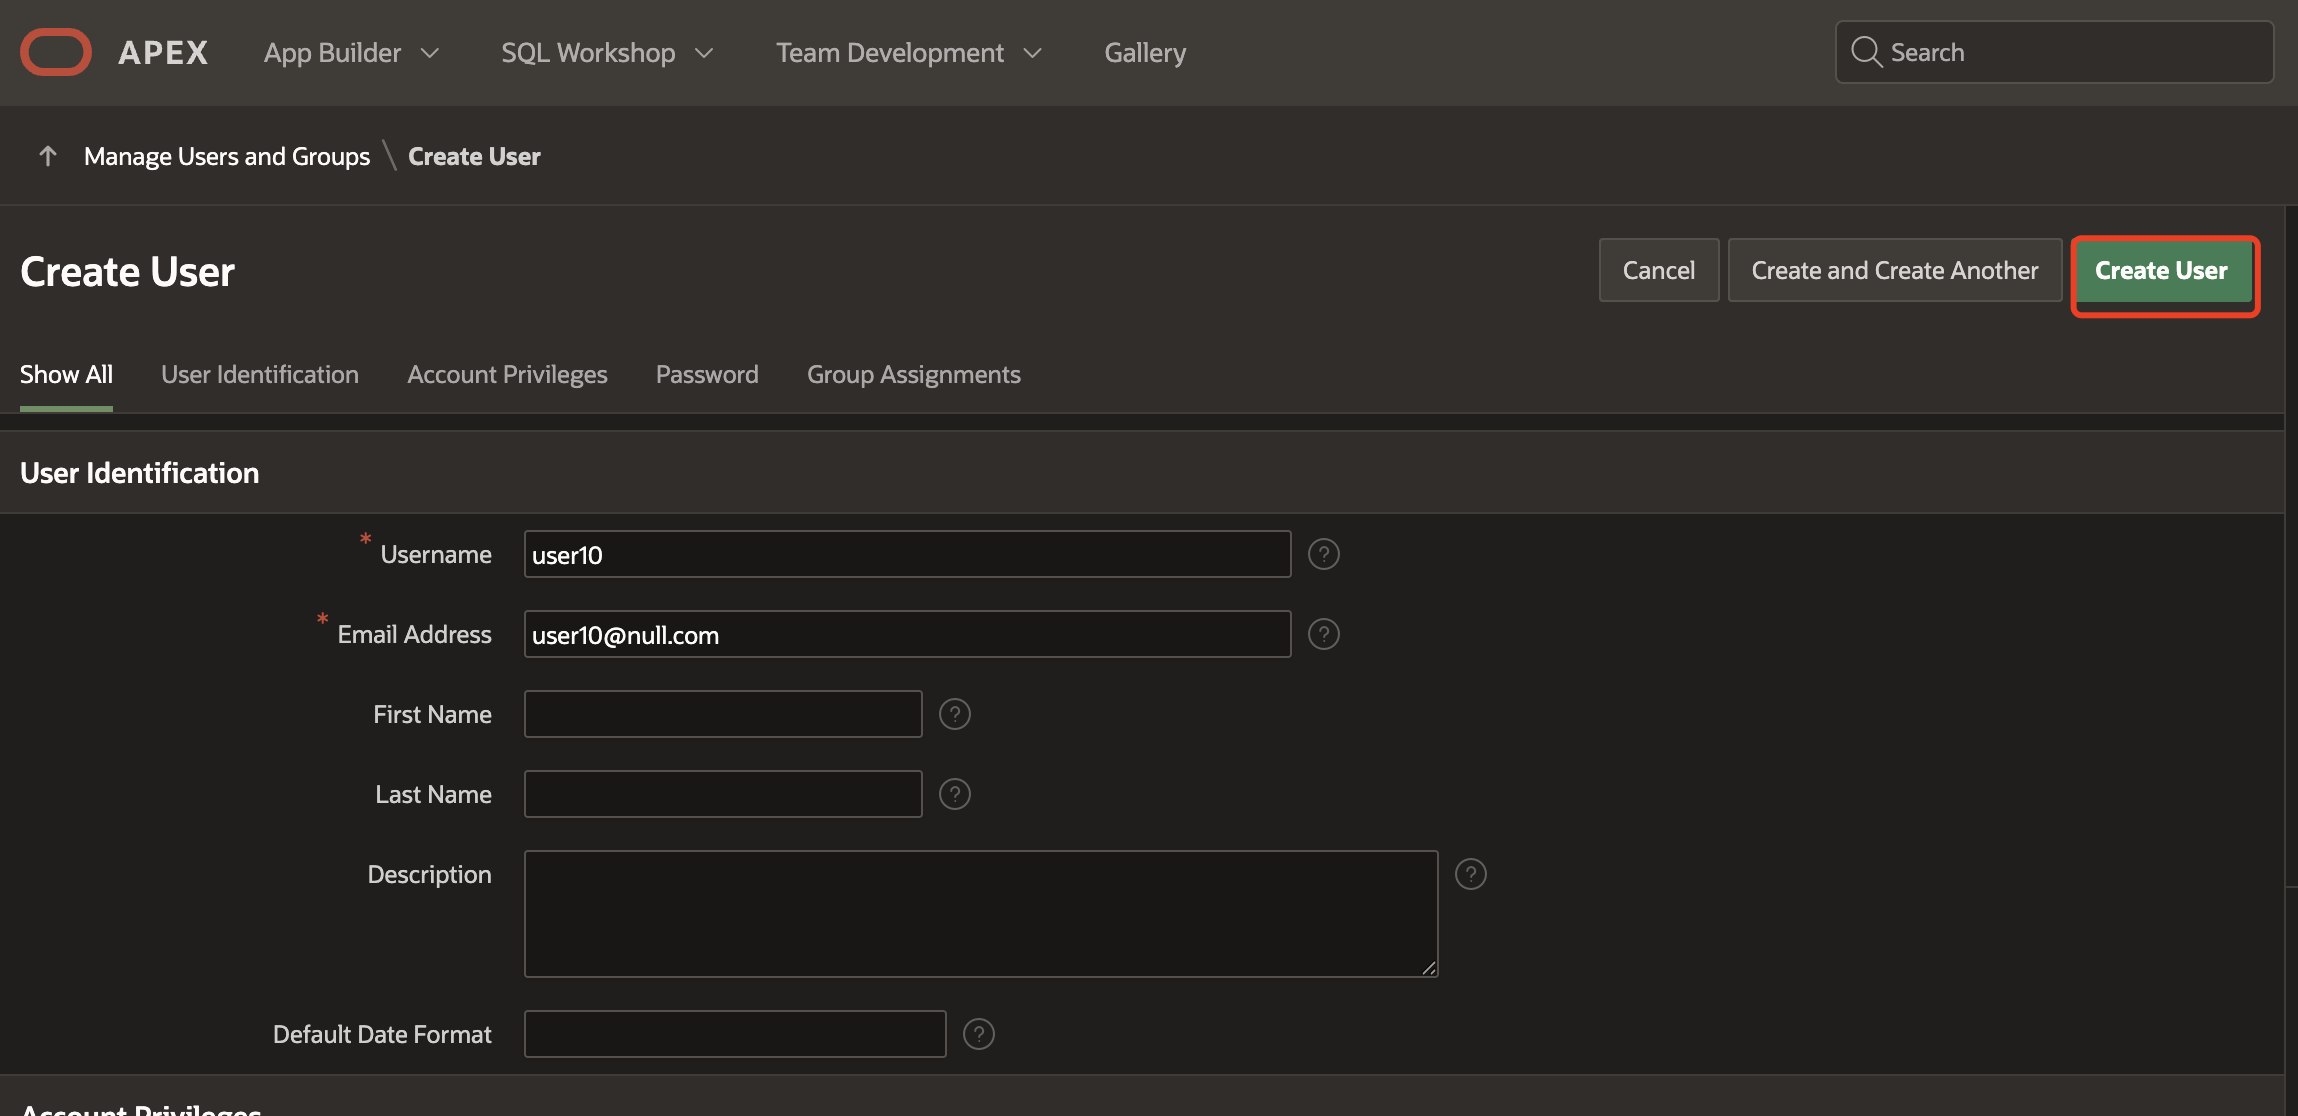 APEX App Builder SQL Workshop Team Development Gallery Search
Manage Users and Groups \ Create User
Create User Cancel Create and Create Another Create User
Show All User Identification Account Privileges Password Group Assignments
User Identification
* Username user10 ?
* Email Address user10@null.com ?
First Name ?
Last Name ?
Description ?
Default Date Format ?
Account Privileges